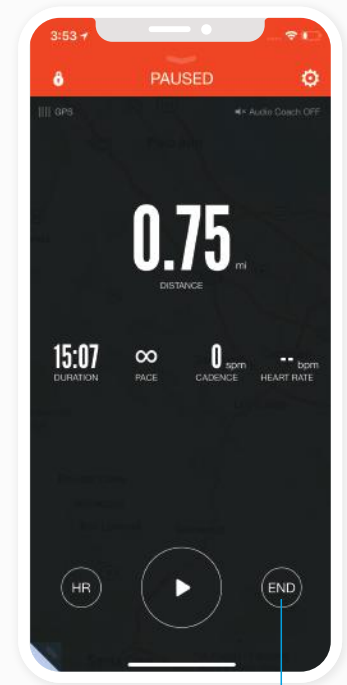 3:53
PAUSED
GPS
Audio Coach OFF
0.75 mi
DISTANCE
15:07 ∞ 0 spm -- bpm
DURATION PACE CADENCE HEART RATE
HR END